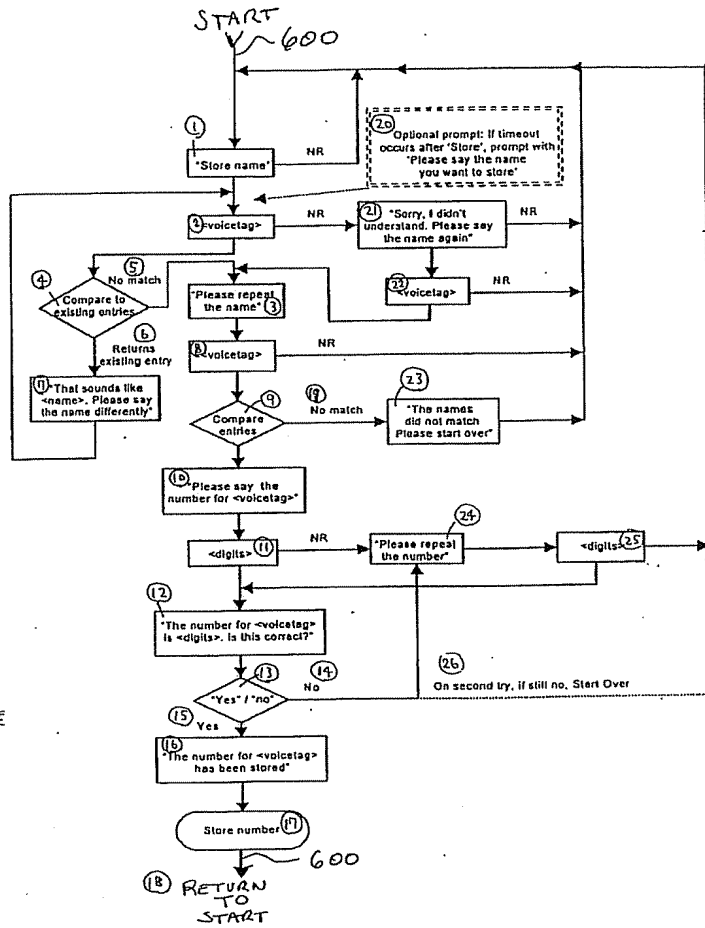 START
600
1
"Store name"
NR
20
Optional prompt: If timeout
occurs after 'Store', prompt with
'Please say the name
you want to store'
2
<voicetag>
NR
21
"Sorry, I didn't
understand. Please say
the name again"
NR
4
Compare to
existing entries
5
No match
"Please repeat
the name"
3
22
<voicetag>
NR
6
Returns
existing entry
8
<voicetag>
NR
7
"That sounds like
<name>. Please say
the name differently"
9
Compare
entries
19
No match
23
"The names
did not match
Please start over"
10
"Please say the
number for <voicetag>"
<digits>
11
NR
24
"Please repeat
the number"
<digits>
25
12
"The number for <voicetag>
is <digits>. Is this correct?"
13
"Yes" / "no"
14
No
26
On second try, if still no, Start Over
E
15
Yes
16
"The number for <voicetag>
has been stored"
Store number
17
600
18
RETURN
TO
START